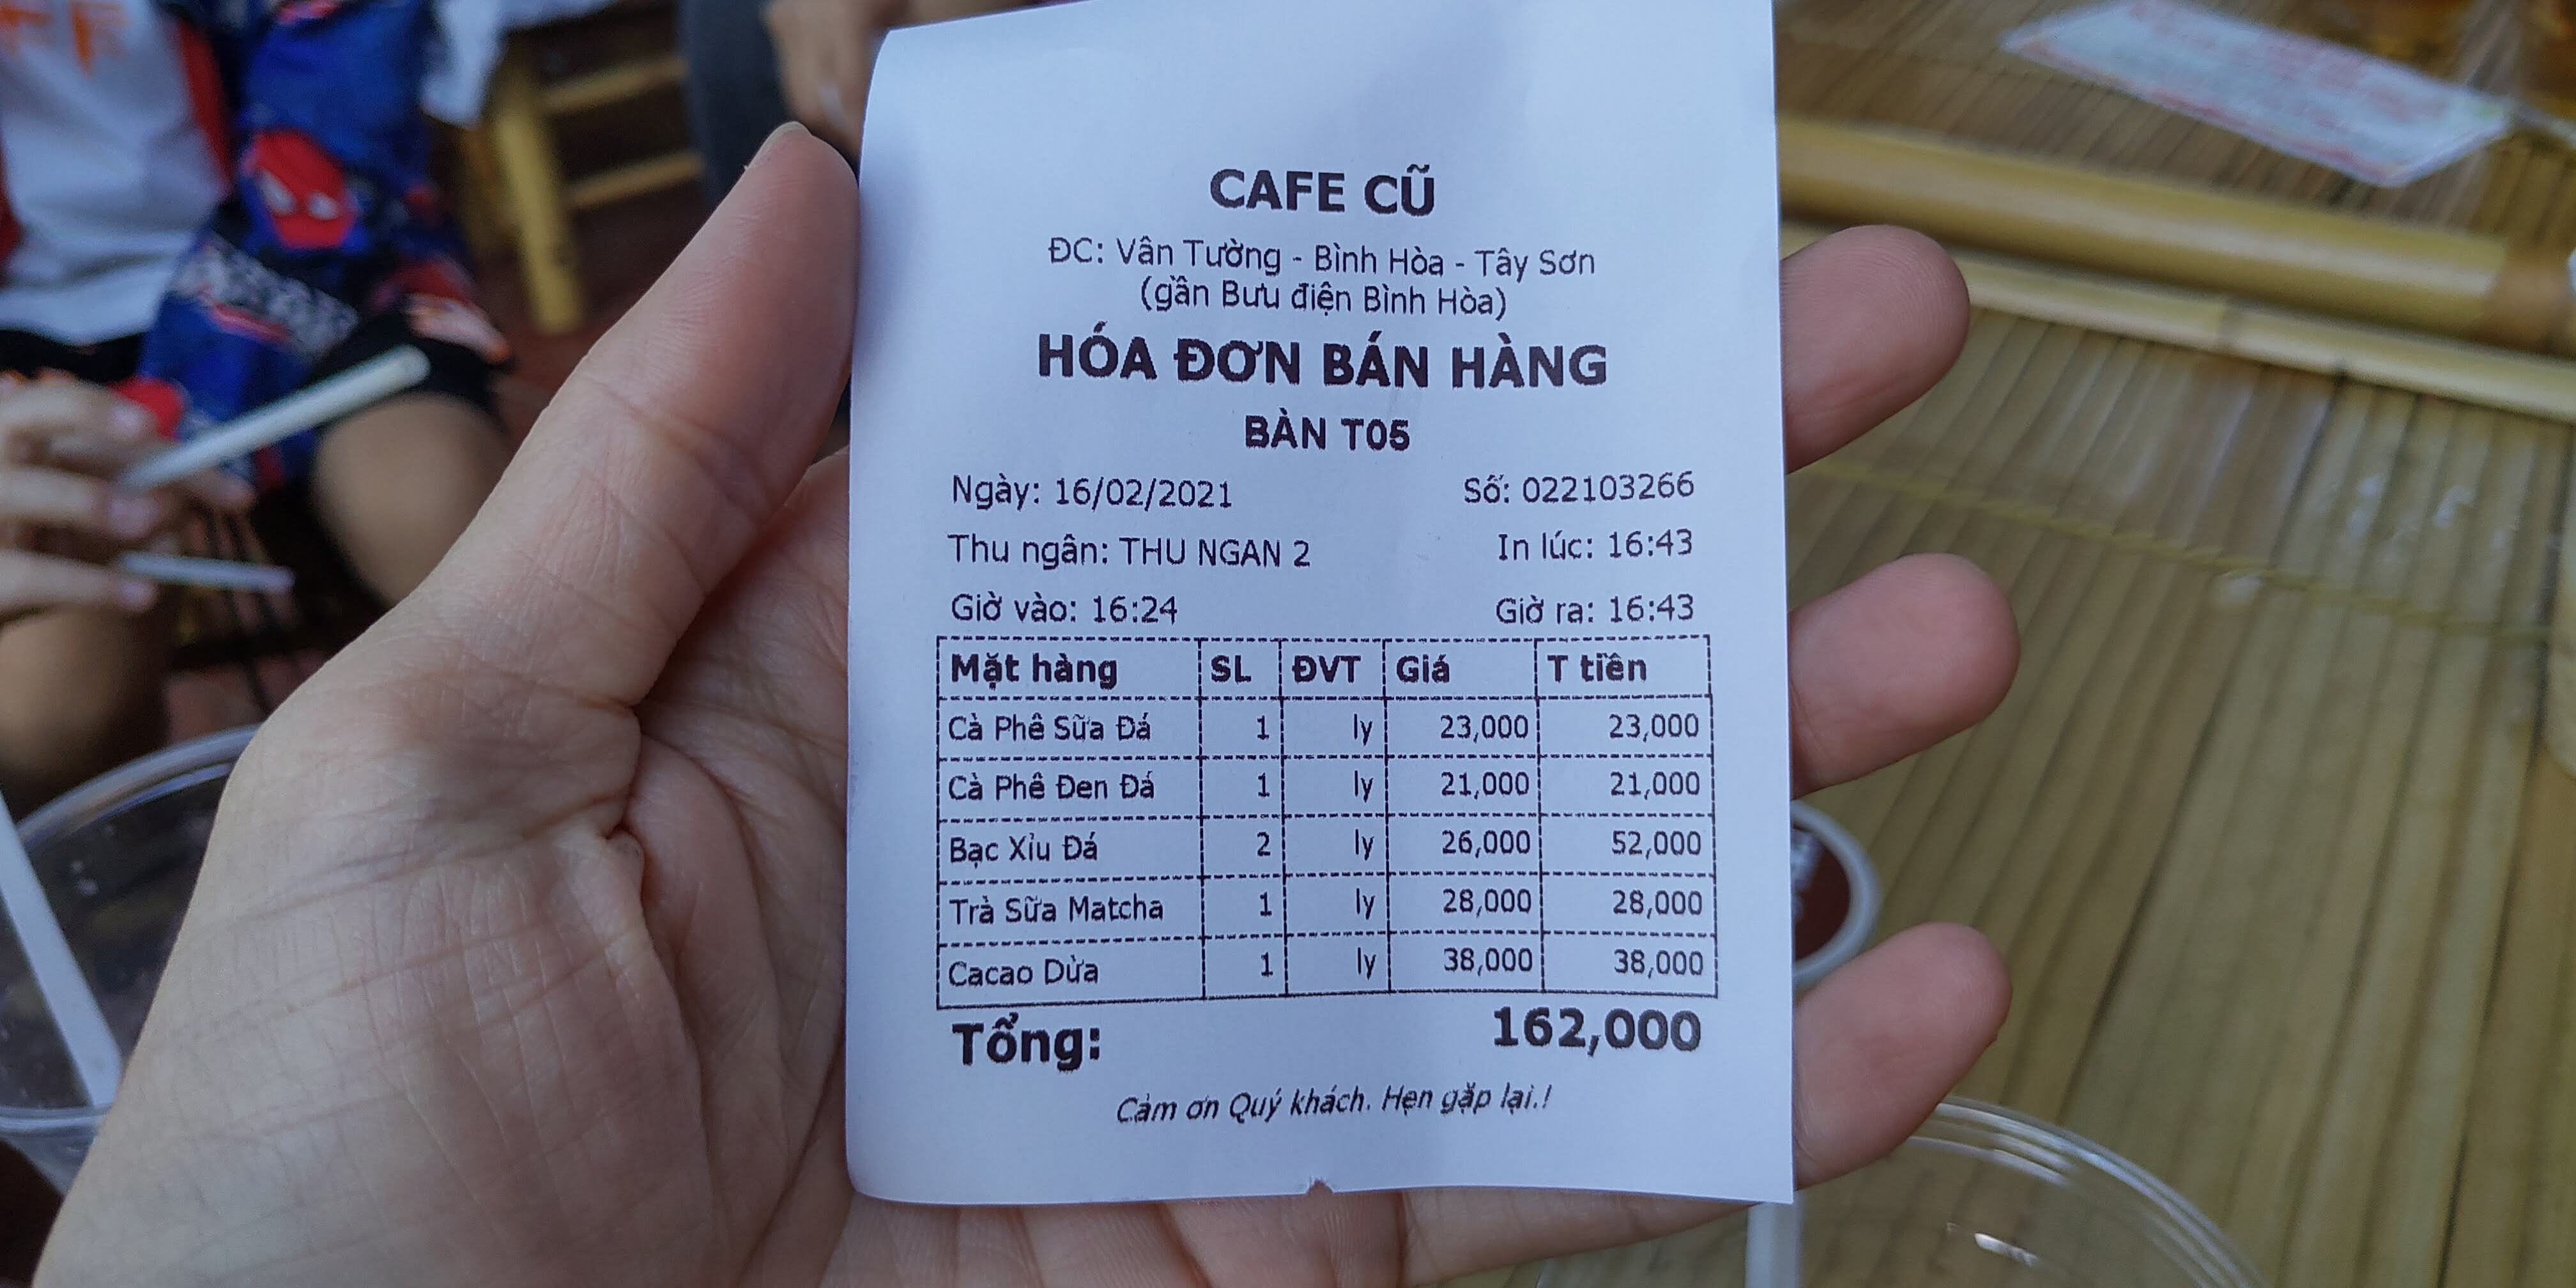 CAFE CŨ
ĐC: Vân Tường - Bình Hòa - Tây Sơn
(gần Bưu điện Bình Hòa)
HÓA ĐƠN BÁN HÀNG
BÀN T05
Ngày: 16/02/2021 Số: 022103266
Thu ngân: THU NGAN 2 In lúc: 16:43
Giờ vào: 16:24 Giờ ra: 16:43
Mặt hàng SL ĐVT Giá T tiền
Cà Phê Sữa Đá 1 ly 23,000 23,000
Cà Phê Đen Đá 1 ly 21,000 21,000
Bạc Xỉu Đá 2 ly 26,000 52,000
Trà Sữa Matcha 1 ly 28,000 28,000
Cacao Dừa 1 ly 38,000 38,000
Tổng: 162,000
Cảm ơn Quý khách. Hẹn gặp lại.!